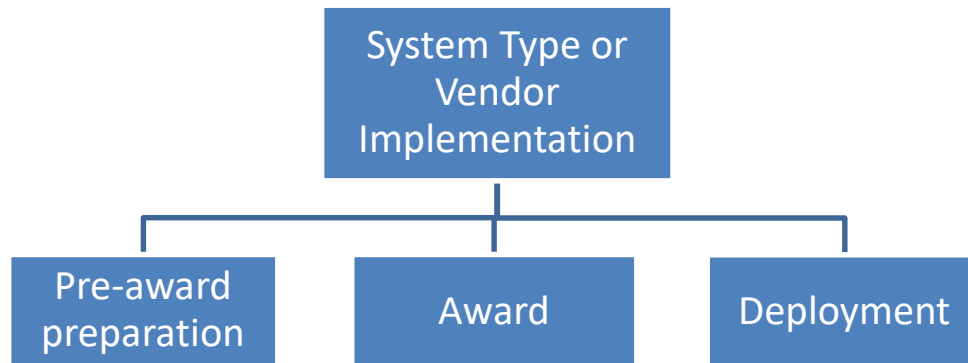 System Type or
Vendor
Implementation
Pre-award
preparation
Award
Deployment